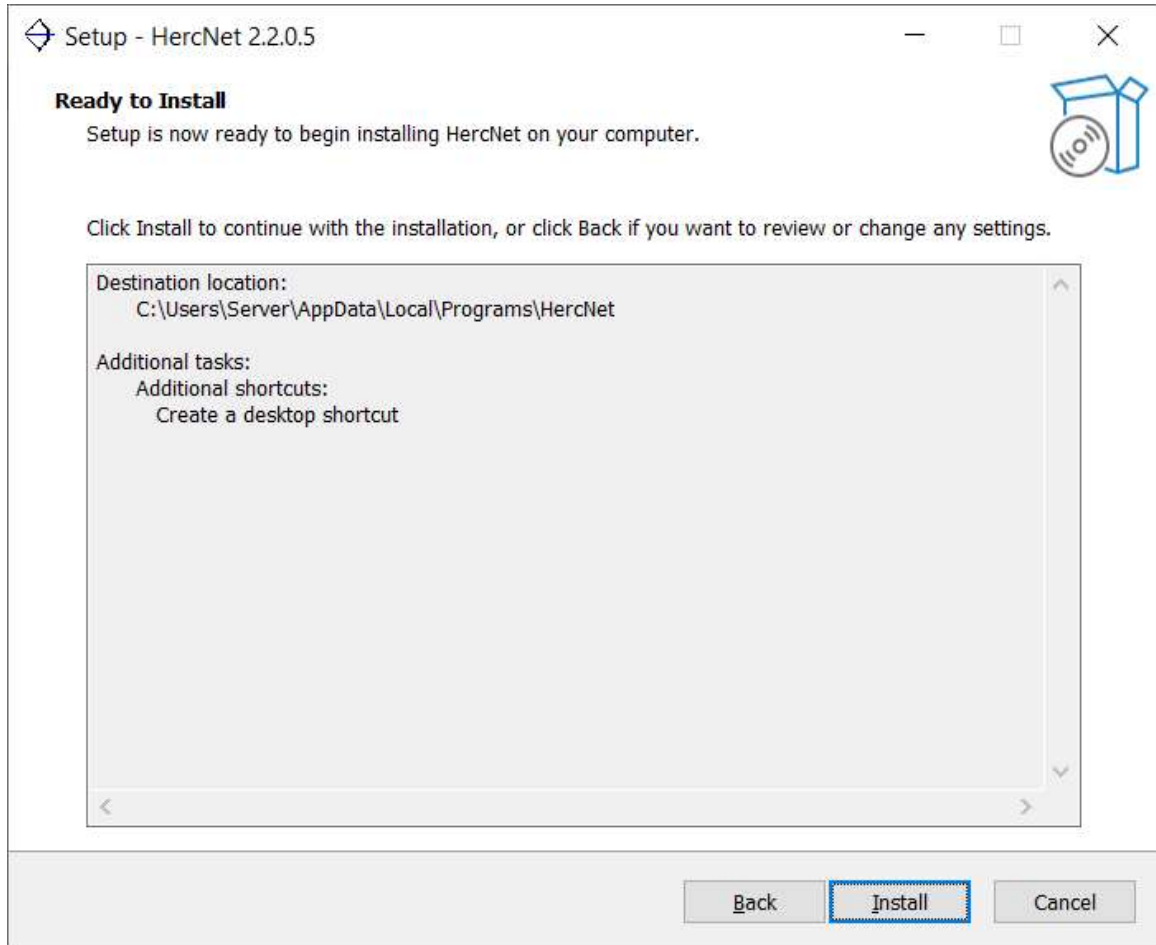 Setup - HercNet 2.2.0.5
Ready to Install
Setup is now ready to begin installing HercNet on your computer.
Click Install to continue with the installation, or click Back if you want to review or change any settings.
Destination location:
C:\Users\Server\AppData\Local\Programs\HercNet
Additional tasks:
Additional shortcuts:
Create a desktop shortcut
Back
Install
Cancel